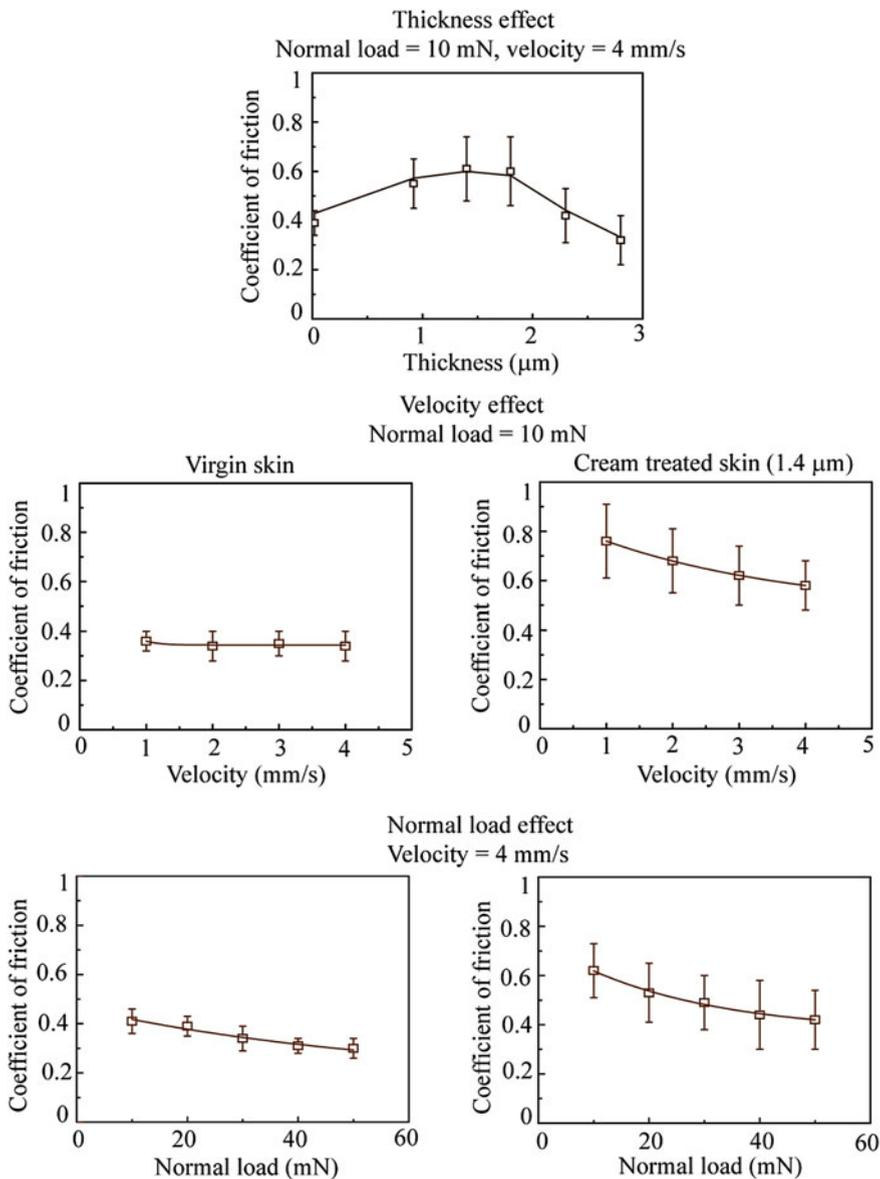 Thickness effect
Normal load = 10 mN, velocity = 4 mm/s
Coefficient of friction
1
0.8
0.6
0.4
0.2
0
0 1 2 3
Thickness (μm)
Velocity effect
Normal load = 10 mN
Virgin skin
Coefficient of friction
1
0.8
0.6
0.4
0.2
0
0 1 2 3 4 5
Velocity (mm/s)
Cream treated skin (1.4 μm)
Coefficient of friction
1
0.8
0.6
0.4
0.2
0
0 1 2 3 4 5
Velocity (mm/s)
Normal load effect
Velocity = 4 mm/s
Coefficient of friction
1
0.8
0.6
0.4
0.2
0
0 20 40 60
Normal load (mN)
Coefficient of friction
1
0.8
0.6
0.4
0.2
0
0 20 40 60
Normal load (mN)